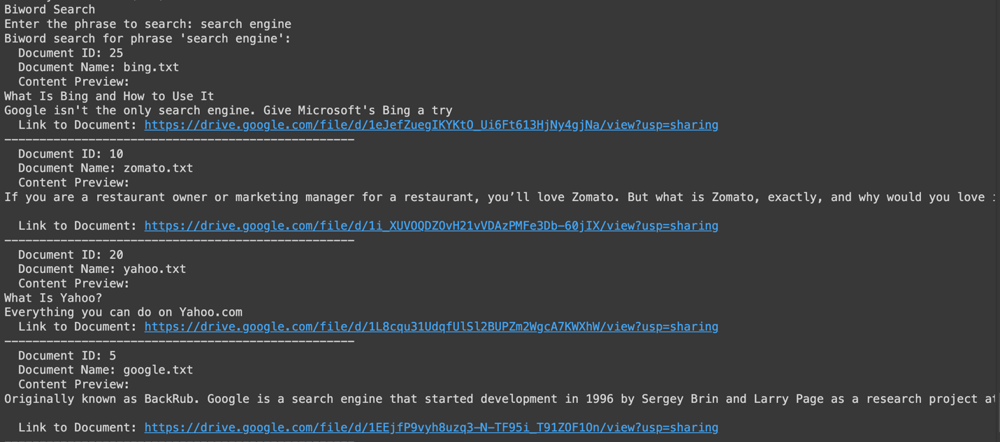 Biword Search
Enter the phrase to search: search engine
Biword search for phrase 'search engine':
Document ID: 25
Document Name: bing.txt
Content Preview:
What Is Bing and How to Use It
Google isn't the only search engine. Give Microsoft's Bing a try
Link to Document: https://drive.google.com/file/d/1eJefZuegIKYKtO_Ui6Ft613HjNy4gjNa/view?usp=sharing
--------------------------------------------------
Document ID: 10
Document Name: zomato.txt
Content Preview:
If you are a restaurant owner or marketing manager for a restaurant, you’ll love Zomato. But what is Zomato, exactly, and why would you love
Link to Document: https://drive.google.com/file/d/1i_XUVOQDZOvH21vVDAzPMFe3Db-60jIX/view?usp=sharing
--------------------------------------------------
Document ID: 20
Document Name: yahoo.txt
Content Preview:
What Is Yahoo?
Everything you can do on Yahoo.com
Link to Document: https://drive.google.com/file/d/1L8cqu31UdqfUlSl2BUPZm2WgcA7KWXhW/view?usp=sharing
--------------------------------------------------
Document ID: 5
Document Name: google.txt
Content Preview:
Originally known as BackRub. Google is a search engine that started development in 1996 by Sergey Brin and Larry Page as a research project at
Link to Document: https://drive.google.com/file/d/1EEjfP9vyh8uzq3-N-TF95i_T91ZOF1On/view?usp=sharing
--------------------------------------------------